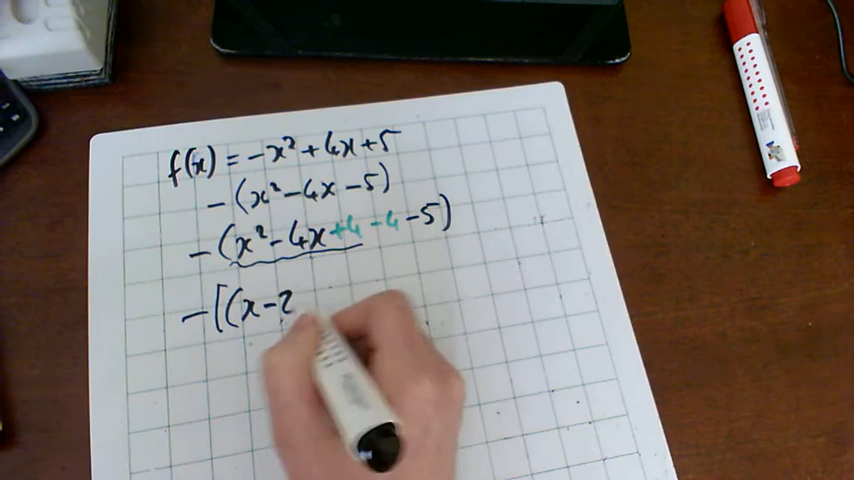 f(x) = -x² + 4x + 5
- (x² - 4x - 5)
- (x² - 4x + 4 - 4 - 5)
- [(x - 2